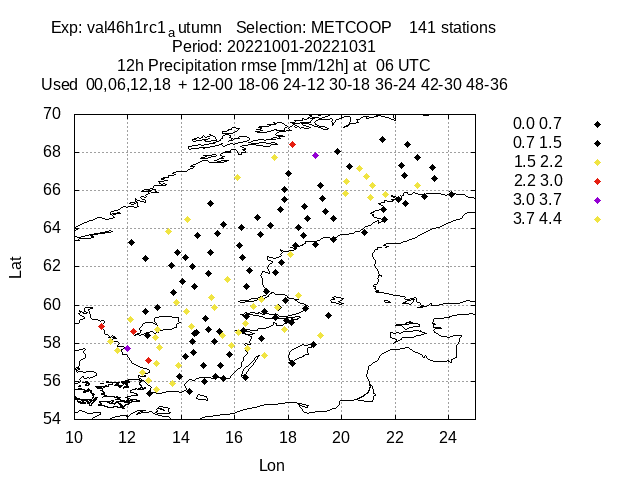 Exp: val46h1rc1autumn Selection: METCOOP 141 stations
Period: 20221001-20221031
12h Precipitation rmse [mm/12h] at 06 UTC
Used 00,06,12,18 + 12-00 18-06 24-12 30-18 36-24 42-30 48-36
70
68
66
64
62
60
58
56
54
10 12 14 16 18 20 22 24
Lat
Lon
0.0 0.7
0.7 1.5
1.5 2.2
2.2 3.0
3.0 3.7
3.7 4.4